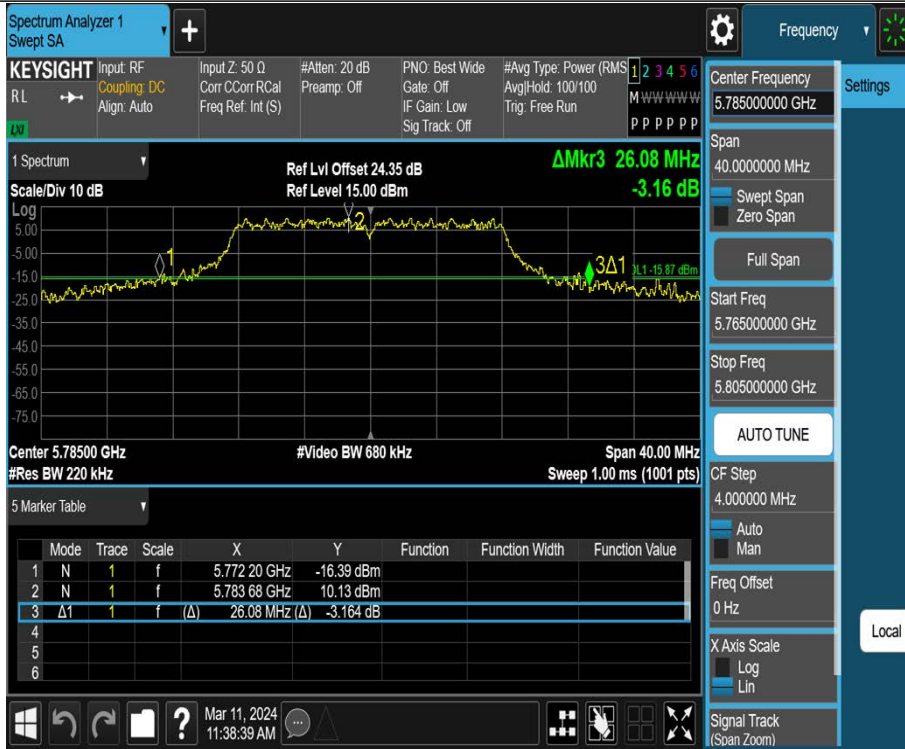 Spectrum Analyzer 1
Swept SA
+
Frequency
KEYSIGHT
RL
LXI
Input: RF
Coupling: DC
Align: Auto
Input Z: 50 Ω
Corr CCorr RCal
Freq Ref: Int (S)
#Atten: 20 dB
Preamp: Off
PNO: Best Wide
Gate: Off
IF Gain: Low
Sig Track: Off
#Avg Type: Power (RMS
Avg|Hold: 100/100
Trig: Free Run
1 2 3 4 5 6
M W W W W W
P P P P P P
1 Spectrum
Scale/Div 10 dB
Log
Ref Lvl Offset 24.35 dB
Ref Level 15.00 dBm
ΔMkr3 26.08 MHz
-3.16 dB
5.00
-5.00
-15.0
-25.0
-35.0
-45.0
-55.0
-65.0
-75.0
1
2
3Δ1
DL1 -15.87 dBm
Center 5.78500 GHz
#Video BW 680 kHz
Span 40.00 MHz
#Res BW 220 kHz
Sweep 1.00 ms (1001 pts)
5 Marker Table
Mode Trace Scale X Y Function Function Width Function Value
1 N 1 f 5.772 20 GHz -16.39 dBm
2 N 1 f 5.783 68 GHz 10.13 dBm
3 Δ1 1 f (Δ) 26.08 MHz (Δ) -3.164 dB
4
5
6
?
Mar 11, 2024
11:38:39 AM
Center Frequency
5.785000000 GHz
Settings
Span
40.0000000 MHz
Swept Span
Zero Span
Full Span
Start Freq
5.765000000 GHz
Stop Freq
5.805000000 GHz
AUTO TUNE
CF Step
4.000000 MHz
Auto
Man
Freq Offset
0 Hz
Local
X Axis Scale
Log
Lin
Signal Track
(Span Zoom)